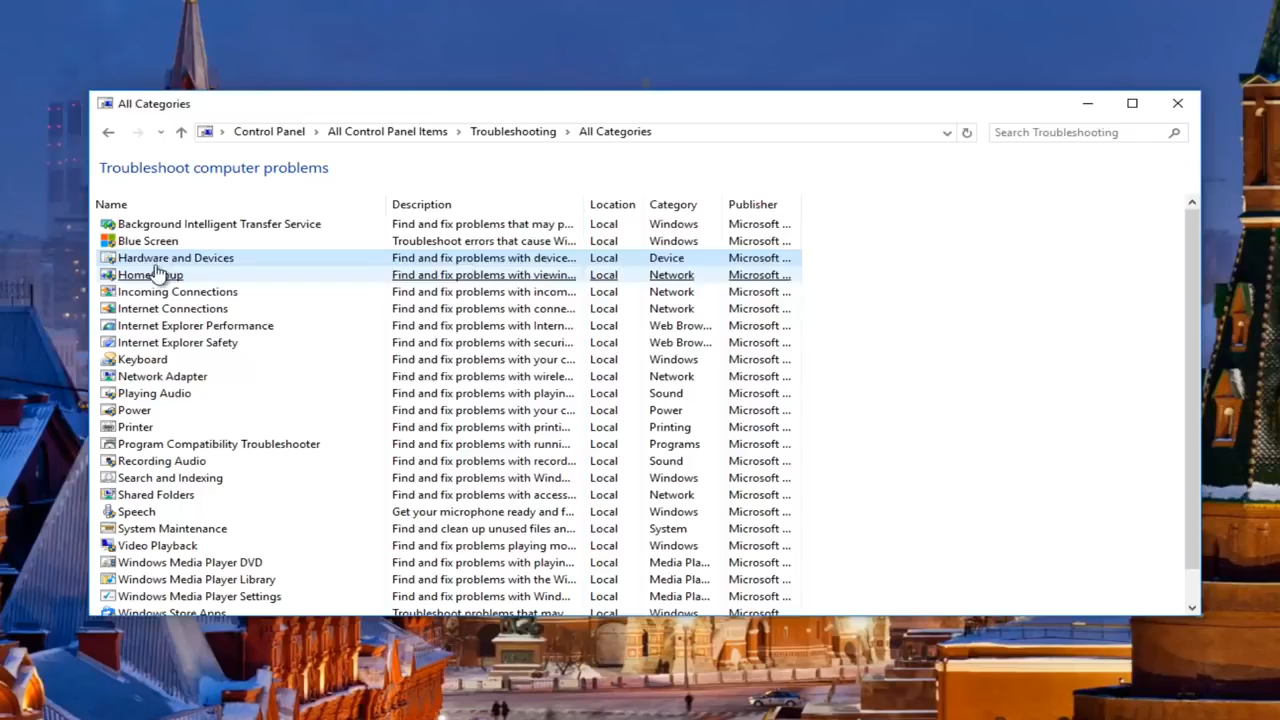 All Categories
Control Panel > All Control Panel Items > Troubleshooting > All Categories
Search Troubleshooting
Troubleshoot computer problems
Name Description Location Category Publisher
Background Intelligent Transfer Service Find and fix problems that may p... Local Windows Microsoft ...
Blue Screen Troubleshoot errors that cause Wi... Local Windows Microsoft ...
Hardware and Devices Find and fix problems with device... Local Device Microsoft ...
Find and fix problems with viewin... Local Network Microsoft ...
Incoming Connections Find and fix problems with incom... Local Network Microsoft ...
Internet Connections Find and fix problems with conne... Local Network Microsoft ...
Internet Explorer Performance Find and fix problems with Intern... Local Web Brow... Microsoft ...
Internet Explorer Safety Find and fix problems with securi... Local Web Brow... Microsoft ...
Keyboard Find and fix problems with your c... Local Windows Microsoft ...
Network Adapter Find and fix problems with wirele... Local Network Microsoft ...
Playing Audio Find and fix problems with playin... Local Sound Microsoft ...
Power Find and fix problems with your c... Local Power Microsoft ...
Printer Find and fix problems with printi... Local Printing Microsoft ...
Program Compatibility Troubleshooter Find and fix problems with runni... Local Programs Microsoft ...
Recording Audio Find and fix problems with record... Local Sound Microsoft ...
Search and Indexing Find and fix problems with Wind... Local Windows Microsoft ...
Shared Folders Find and fix problems with access... Local Network Microsoft ...
Speech Get your microphone ready and f... Local Windows Microsoft ...
System Maintenance Find and clean up unused files an... Local System Microsoft ...
Video Playback Find and fix problems playing mo... Local Windows Microsoft ...
Windows Media Player DVD Find and fix problems with playin... Local Media Pla... Microsoft ...
Windows Media Player Library Find and fix problems with the Wi... Local Media Pla... Microsoft ...
Windows Media Player Settings Find and fix problems with Wind... Local Media Pla... Microsoft ...
Windows Store Apps Troubleshoot problems that may... Local Windows Microsoft ...